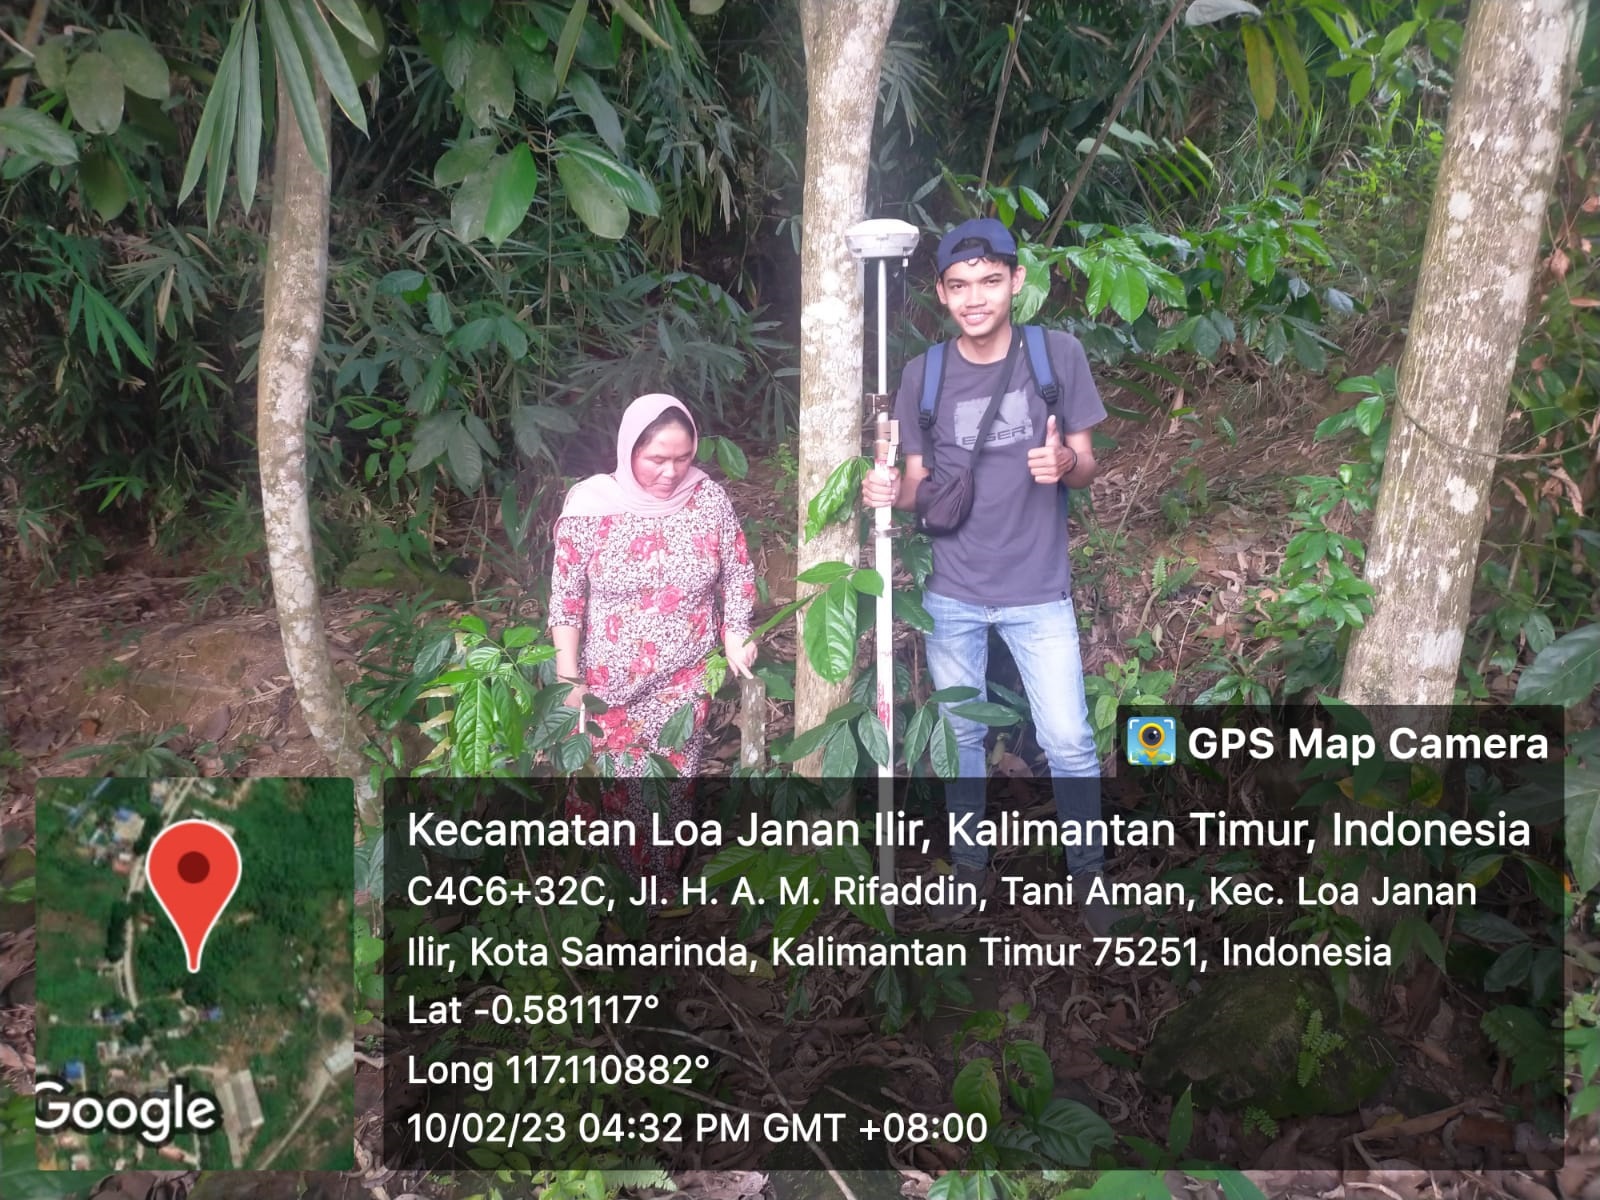 EIGER
GPS Map Camera
Kecamatan Loa Janan Ilir, Kalimantan Timur, Indonesia
C4C6+32C, Jl. H. A. M. Rifaddin, Tani Aman, Kec. Loa Janan
Ilir, Kota Samarinda, Kalimantan Timur 75251, Indonesia
Lat -0.581117°
Long 117.110882°
10/02/23 04:32 PM GMT +08:00
Google